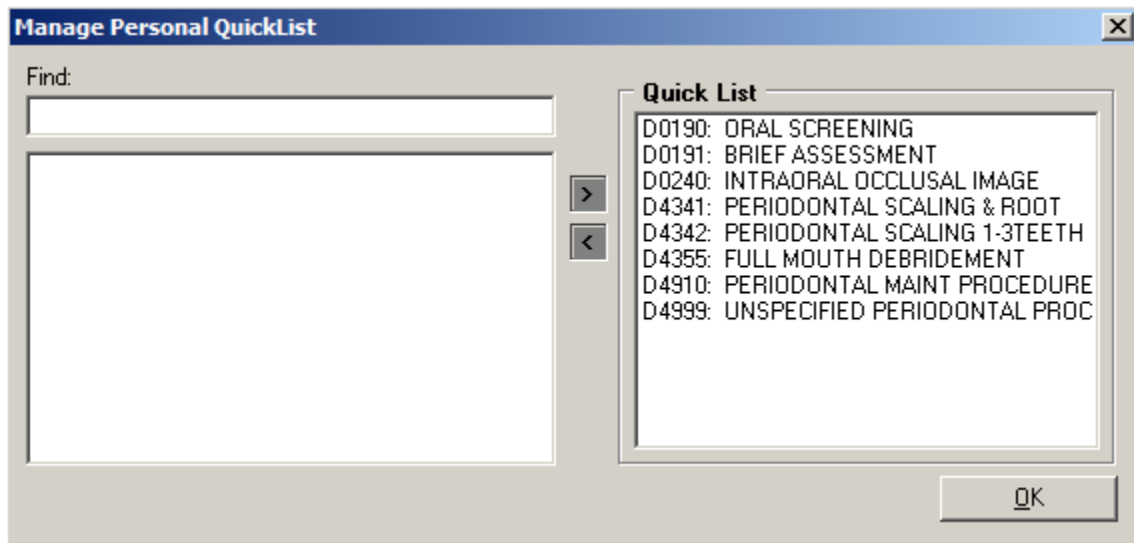 Manage Personal QuickList
Find:
Quick List
D0190: ORAL SCREENING
D0191: BRIEF ASSESSMENT
D0240: INTRAORAL OCCLUSAL IMAGE
D4341: PERIODONTAL SCALING & ROOT
D4342: PERIODONTAL SCALING 1-3TEETH
D4355: FULL MOUTH DEBRIDEMENT
D4910: PERIODONTAL MAINT PROCEDURE
D4999: UNSPECIFIED PERIODONTAL PROC
>
<
OK